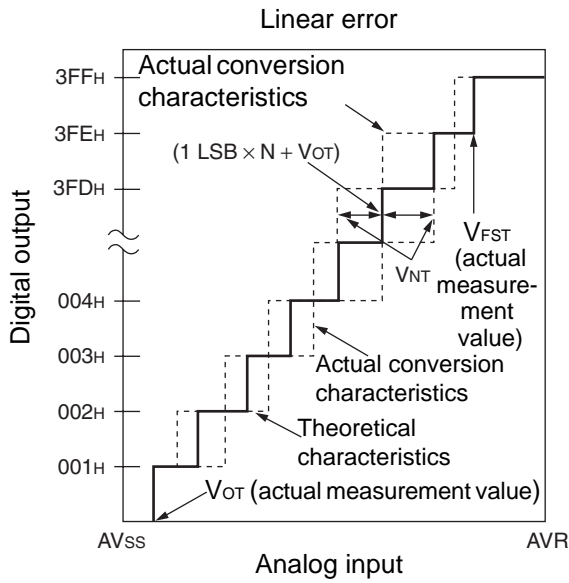 Linear error
3FFH
Actual conversion
characteristics
3FEH
(1 LSB × N + VOT)
3FDH
VFST
(actual
measure-
ment
value)
VNT
Digital output
004H
003H
Actual conversion
characteristics
002H
Theoretical
characteristics
001H
VOT (actual measurement value)
AVSS
AVR
Analog input